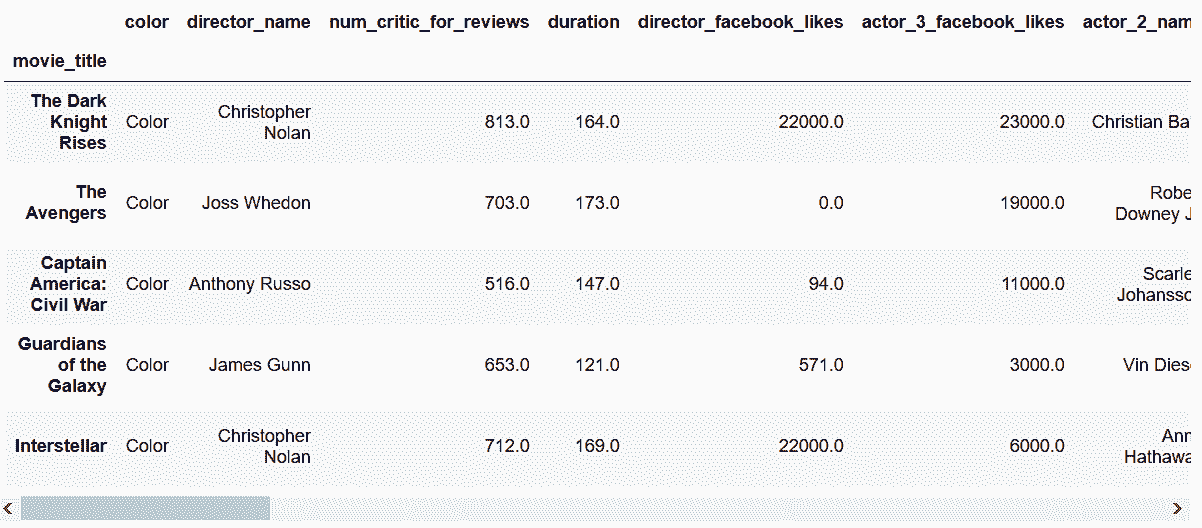 color director_name num_critic_for_reviews duration director_facebook_likes actor_3_facebook_likes actor_2_nam
movie_title
The Dark Knight Rises Color Christopher Nolan 813.0 164.0 22000.0 23000.0 Christian Ba
The Avengers Color Joss Whedon 703.0 173.0 0.0 19000.0 Robe Downey J
Captain America: Civil War Color Anthony Russo 516.0 147.0 94.0 11000.0 Scarle Johansso
Guardians of the Galaxy Color James Gunn 653.0 121.0 571.0 3000.0 Vin Dies
Interstellar Color Christopher Nolan 712.0 169.0 22000.0 6000.0 Ann Hathawa